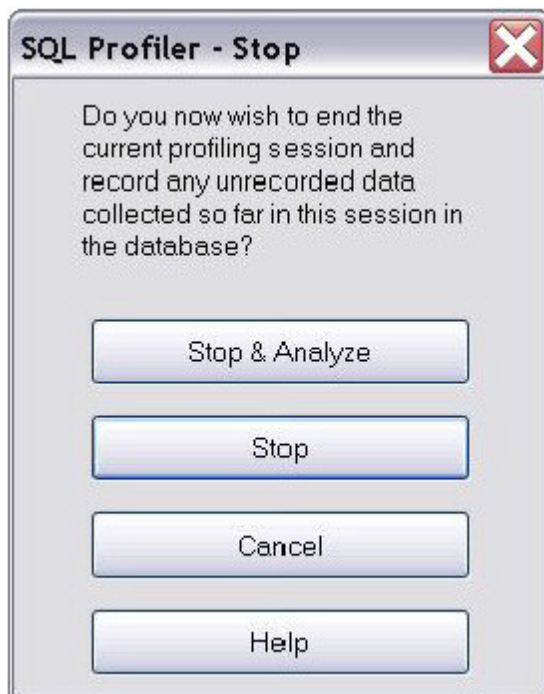 SQL Profiler - Stop
Do you now wish to end the
current profiling session and
record any unrecorded data
collected so far in this session in
the database?
Stop & Analyze
Stop
Cancel
Help